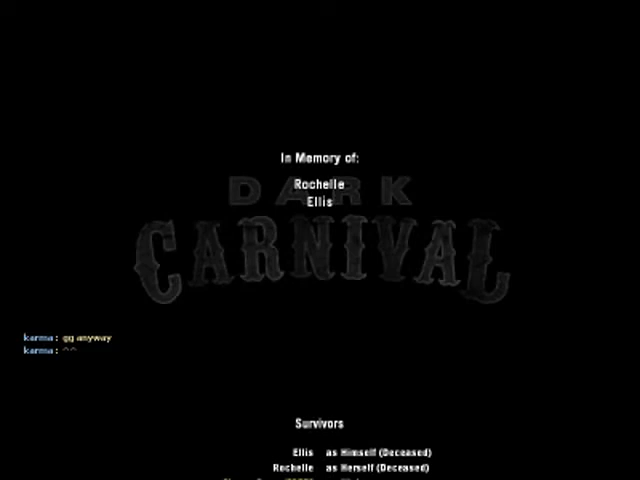 In Memory of:
Rochelle
Ellis
DARK
CARNIVAL
karma: gg anyway
karma: ^^
Survivors
Ellis as Himself (Deceased)
Rochelle as Herself (Deceased)